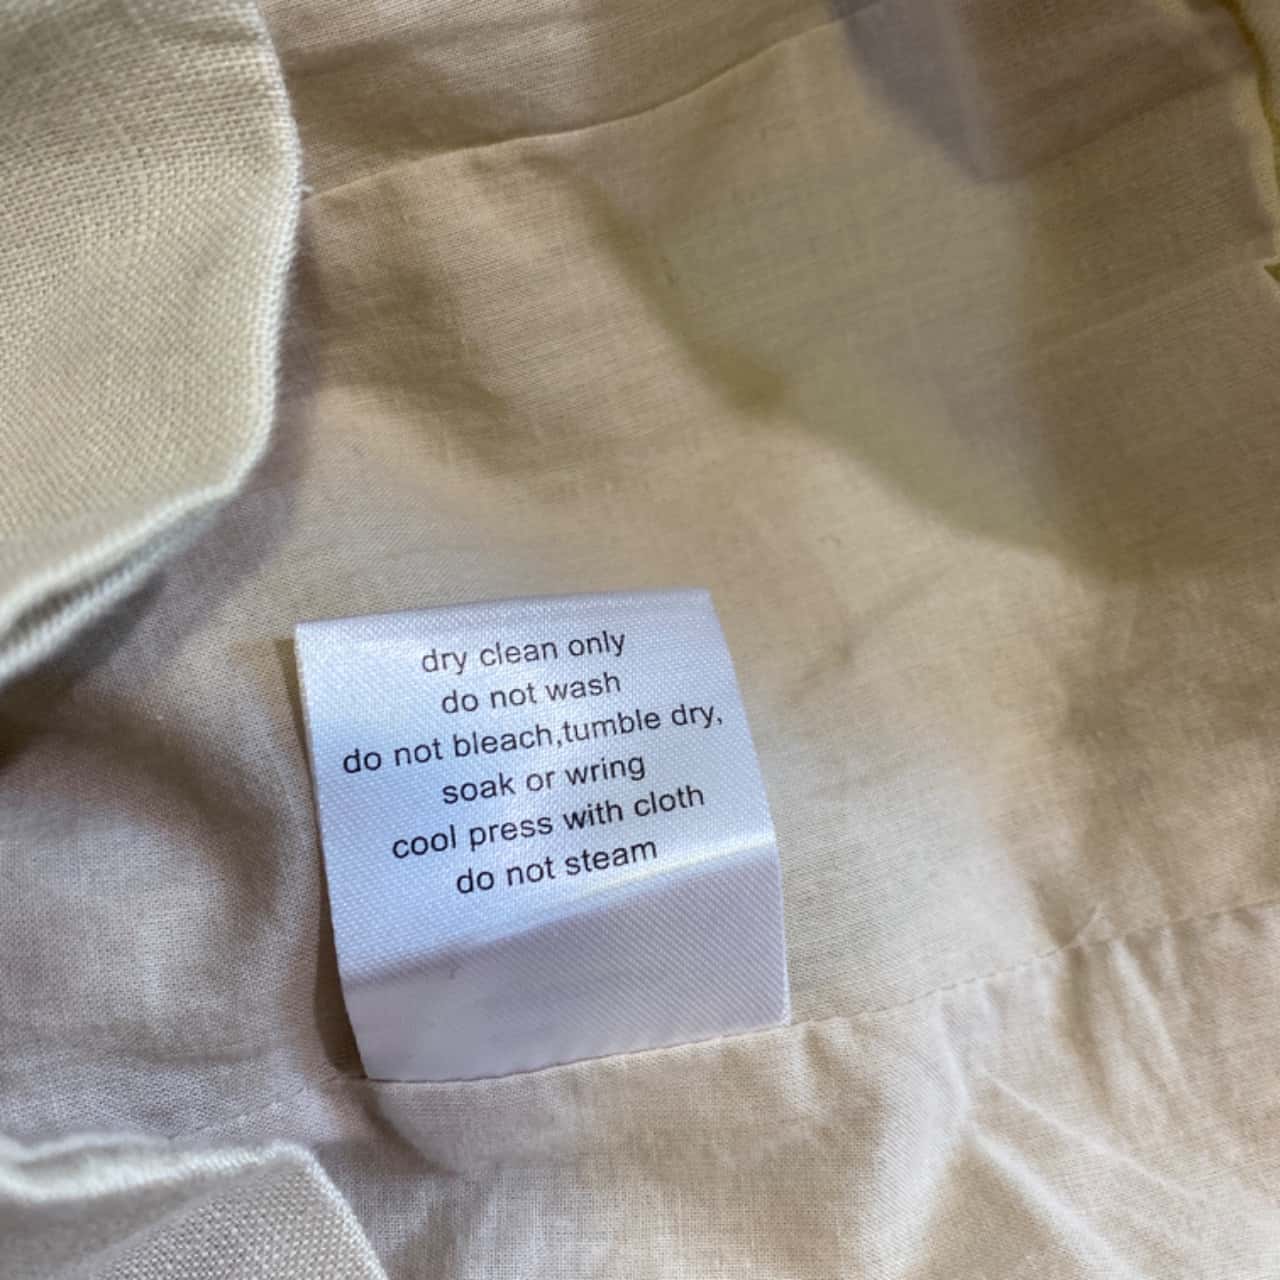 dry clean only
do not wash
do not bleach,tumble dry,
soak or wring
cool press with cloth
do not steam